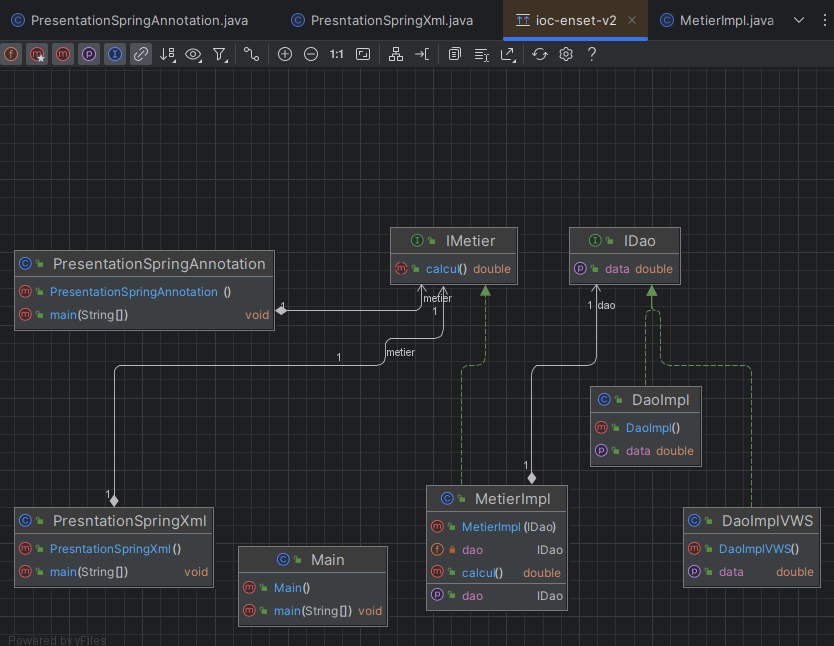 PresentationSpringAnnotation.java PresntationSpringXml.java ioc-enset-v2 MetierImpl.java
1:1
IMetier
calcul() double
IDao
data double
PresentationSpringAnnotation
PresentationSpringAnnotation ()
main(String[]) void
1
metier
1
1 dao
1
metier
DaoImpl
DaoImpl()
data double
1
1
MetierImpl
MetierImpl (IDao)
dao IDao
calcul() double
dao IDao
PresntationSpringXml
PresntationSpringXml()
main(String[]) void
DaoImplVWS
DaoImplVWS()
data double
Main
Main()
main(String[]) void
Powered by yFiles